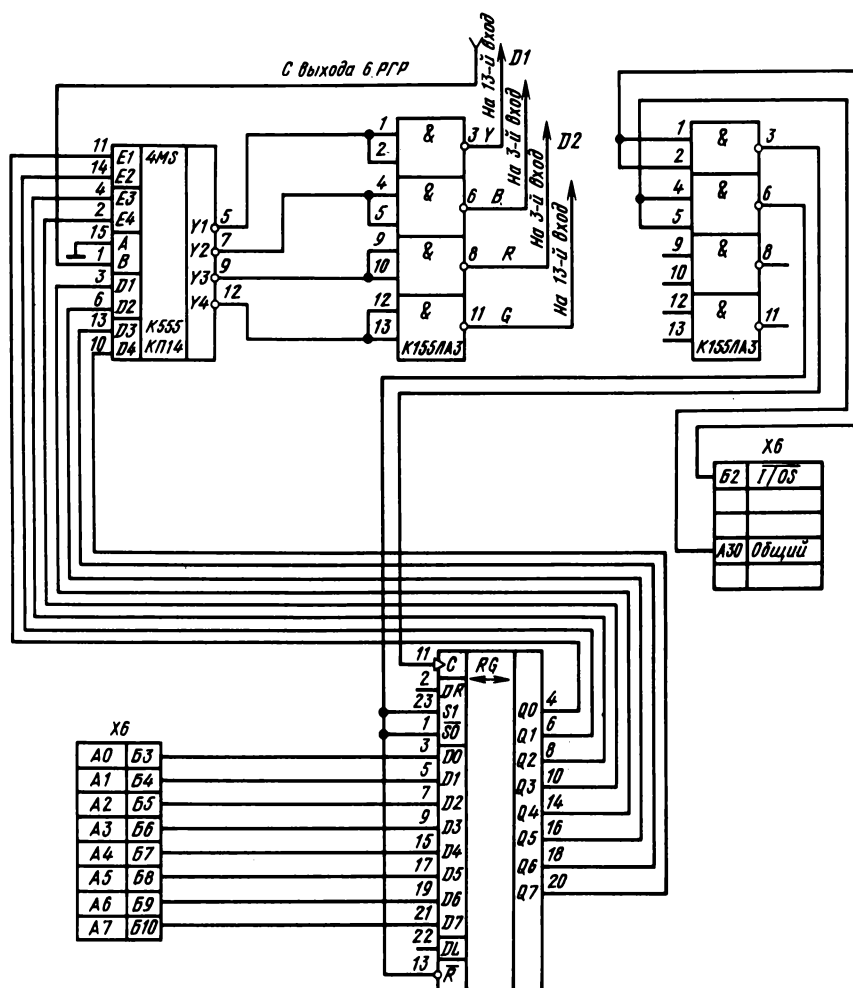 С выхода 6 РГР
На 13-й вход
D1
На 3-й вход
D2
На 3-й вход
На 13-й вход
11 E1
14 E2
4 E3
2 E4
15 A
1 B
3 D1
6 D2
13 D3
10 D4
4MS
К555
КП14
Y1 5
Y2 7
Y3 9
Y4 12
1
2
&
3 Y
4
5
&
6 B
9
10
&
8 R
12
13
&
11 G
К155ЛА3
1
2
&
3
4
5
&
6
9
10
&
8
12
13
&
11
К155ЛА3
X6
Б2 I/OS
А30 Общий
11 C
2 DR
23 S1
1 S0
3 D0
5 D1
7 D2
9 D3
15 D4
17 D5
19 D6
21 D7
22 DL
13 R
RG
Q0 4
Q1 6
Q2 8
Q3 10
Q4 14
Q5 16
Q6 18
Q7 20
X6
A0 Б3
A1 Б4
A2 Б5
A3 Б6
A4 Б7
A5 Б8
A6 Б9
A7 Б10